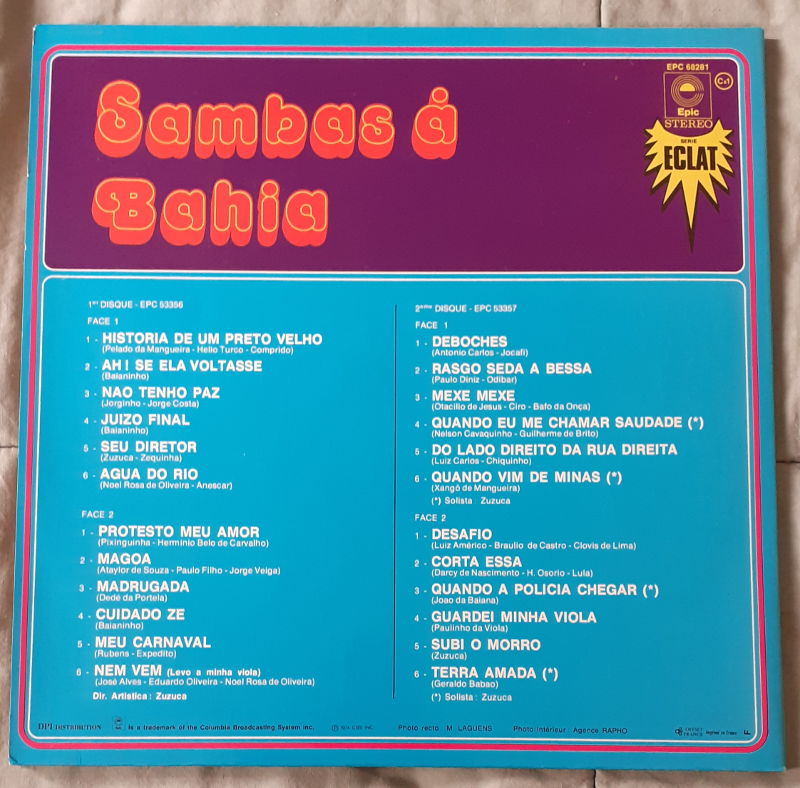 Sambas á
Bahia
EPC 68281
Epic
STEREO
SERIE
ECLAT
1er DISQUE - EPC 53356
FACE 1
1 - HISTORIA DE UM PRETO VELHO
(Pelado da Mangueira - Helio Turco - Comprido)
2 - AH! SE ELA VOLTASSE
(Baianinho)
3 - NAO TENHO PAZ
(Jorginho - Jorge Costa)
4 - JUIZO FINAL
(Baianinho)
5 - SEU DIRETOR
(Zuzuca - Zequinha)
6 - AGUA DO RIO
(Noel Rosa de Oliveira - Anescar)
FACE 2
1 - PROTESTO MEU AMOR
(Pixinguinha - Herminio Belo de Carvalho)
2 - MAGOA
(Ataylor de Souza - Paulo Filho - Jorge Veiga)
3 - MADRUGADA
(Dedé da Portela)
4 - CUIDADO ZE
(Baianinho)
5 - MEU CARNAVAL
(Rubens - Expedito)
6 - NEM VEM (Levo a minha viola)
(José Alves - Eduardo Oliveira - Noel Rosa de Oliveira)
Dir. Artistica : Zuzuca
2ème DISQUE - EPC 53357
FACE 1
1 - DEBOCHES
(Antonio Carlos - Jocafi)
2 - RASGO SEDA A BESSA
(Paulo Diniz - Odibar)
3 - MEXE MEXE
(Otacilio de Jesus - Ciro - Bafo da Onça)
4 - QUANDO EU ME CHAMAR SAUDADE (*)
(Nelson Cavaquinho - Guilherme de Brito)
5 - DO LADO DIREITO DA RUA DIREITA
(Luiz Carlos - Chiquinho)
6 - QUANDO VIM DE MINAS (*)
(Xangô de Mangueira)
(*) Solista : Zuzuca
FACE 2
1 - DESAFIO
(Luiz Américo - Braulio de Castro - Clovis de Lima)
2 - CORTA ESSA
(Darcy de Nascimento - H. Osorio - Lula)
3 - QUANDO A POLICIA CHEGAR (*)
(Joao da Baiana)
4 - GUARDEI MINHA VIOLA
(Paulinho da Viola)
5 - SUBI O MORRO
(Zuzuca)
6 - TERRA AMADA (*)
(Geraldo Babao)
(*) Solista : Zuzuca
DPI DISTRIBUTION
is a trademark of the Columbia Broadcasting System inc.
Photo recto : M. LAGUENS
Photo intérieur : Agence RAPHO
OFFSET
FRANCE